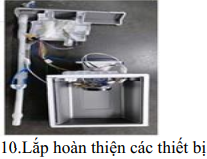 10.Lắp hoàn thiện các thiết bị